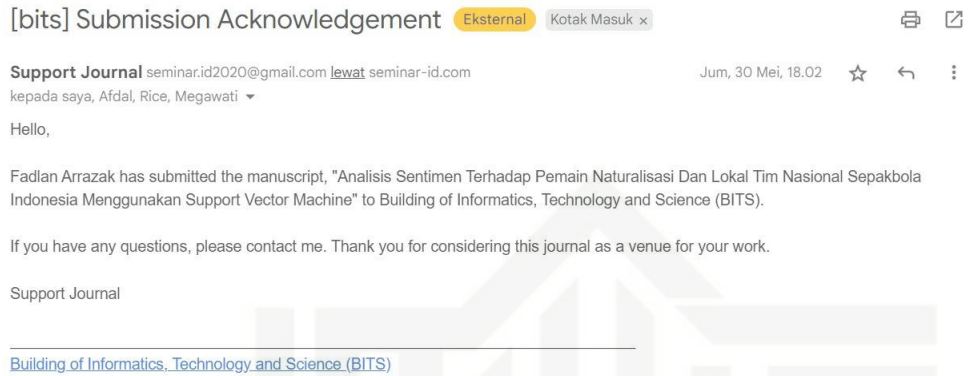 [bits] Submission Acknowledgement Eksternal Kotak Masuk ×
Support Journal seminar.id2020@gmail.com lewat seminar-id.com Jum, 30 Mei, 18.02
kepada saya, Afdal, Rice, Megawati
Hello,
Fadlan Arrazak has submitted the manuscript, "Analisis Sentimen Terhadap Pemain Naturalisasi Dan Lokal Tim Nasional Sepakbola
Indonesia Menggunakan Support Vector Machine" to Building of Informatics, Technology and Science (BITS).
If you have any questions, please contact me. Thank you for considering this journal as a venue for your work.
Support Journal
Building of Informatics, Technology and Science (BITS)